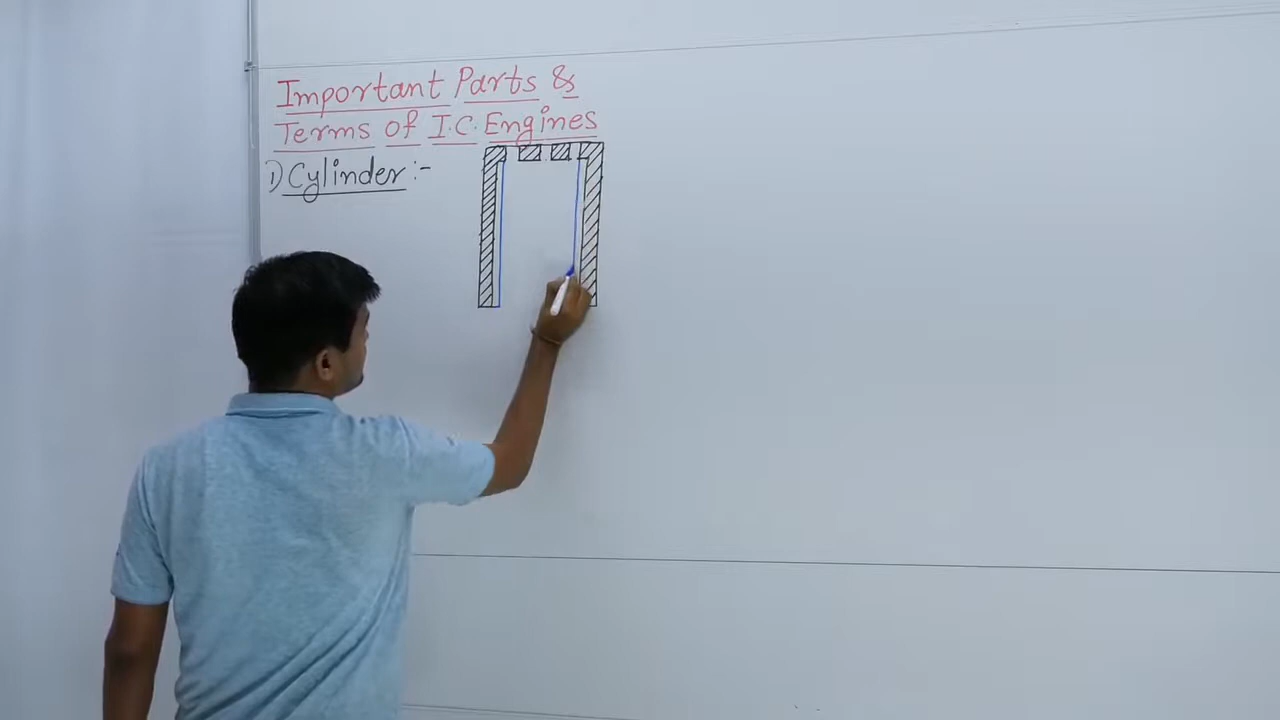 Important Parts &
Terms of I.C. Engines
1) Cylinder :-